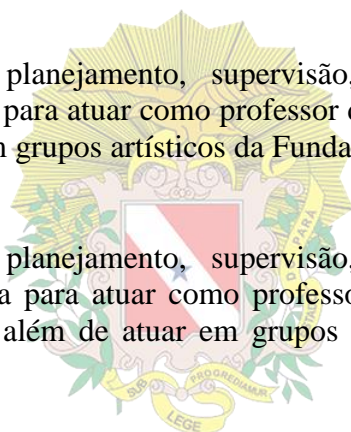 planejamento, supervisão,
para atuar como professor
grupos artísticos da Funda
planejamento, supervisão,
para atuar como professo
além de atuar em grupos
SUB LEGE PROGREDIAMUR